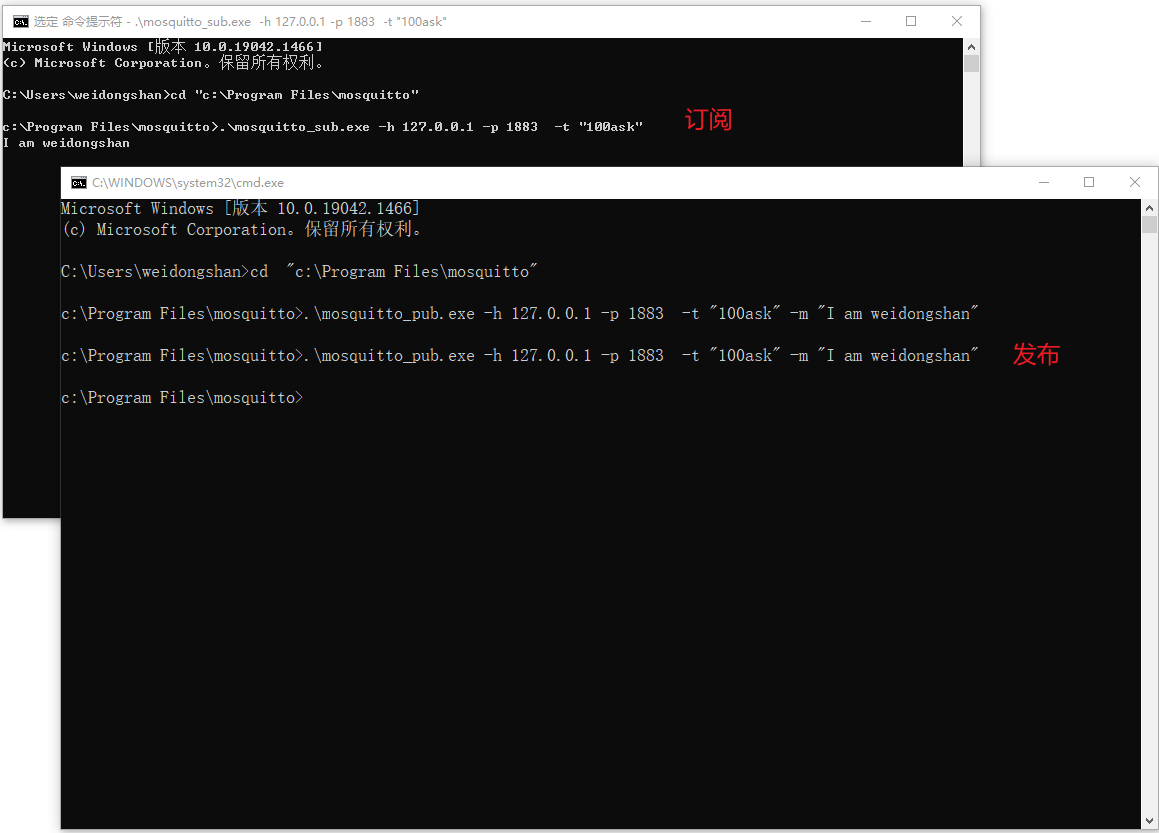 选定 命令提示符 - .\mosquitto_sub.exe  -h 127.0.0.1 -p 1883  -t "100ask"
Microsoft Windows [版本 10.0.19042.1466]
(c) Microsoft Corporation。保留所有权利。
C:\Users\weidongshan>cd "c:\Program Files\mosquitto"
c:\Program Files\mosquitto>.\mosquitto_sub.exe -h 127.0.0.1 -p 1883  -t "100ask"
订阅
I am weidongshan
C:\WINDOWS\system32\cmd.exe
Microsoft Windows [版本 10.0.19042.1466]
(c) Microsoft Corporation。保留所有权利。
C:\Users\weidongshan>cd  "c:\Program Files\mosquitto"
c:\Program Files\mosquitto>.\mosquitto_pub.exe -h 127.0.0.1 -p 1883  -t "100ask" -m "I am weidongshan"
c:\Program Files\mosquitto>.\mosquitto_pub.exe -h 127.0.0.1 -p 1883  -t "100ask" -m "I am weidongshan"
发布
c:\Program Files\mosquitto>